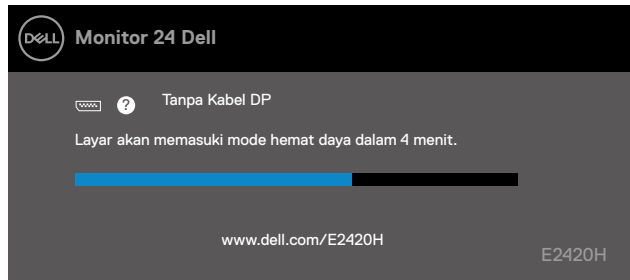 DELL
Monitor 24 Dell
? Tanpa Kabel DP
Layar akan memasuki mode hemat daya dalam 4 menit.
www.dell.com/E2420H
E2420H